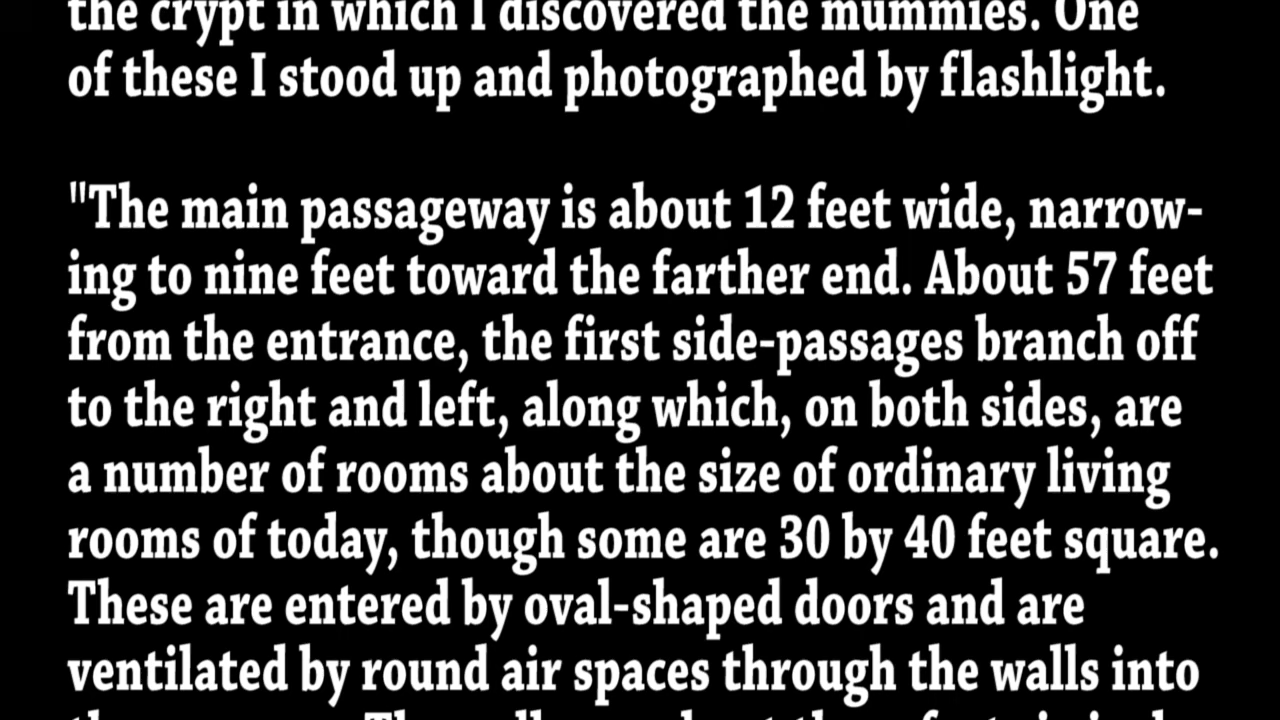 the crypt in which I discovered the mummies. One
of these I stood up and photographed by flashlight.
"The main passageway is about 12 feet wide, narrow-
ing to nine feet toward the farther end. About 57 feet
from the entrance, the first side-passages branch off
to the right and left, along which, on both sides, are
a number of rooms about the size of ordinary living
rooms of today, though some are 30 by 40 feet square.
These are entered by oval-shaped doors and are
ventilated by round air spaces through the walls into